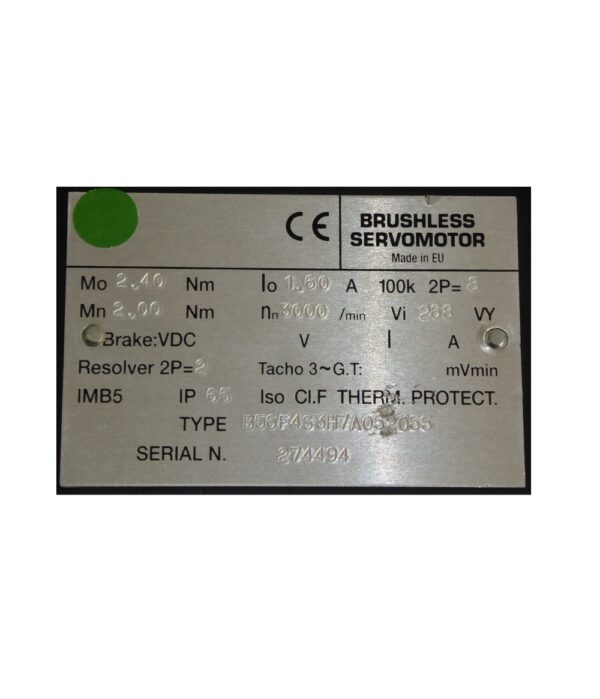 CE
BRUSHLESS
SERVOMOTOR
Made in EU
Mo 2.40 Nm Io 1.60 A 100k 2P= 8
Mn 2.00 Nm nn 3000 /min Vi 288 VY
Brake:VDC V I A
Resolver 2P=2 Tacho 3~G.T: mVmin
IMB5 IP 65 Iso Cl.F THERM. PROTECT.
TYPE
SERIAL N. 274494